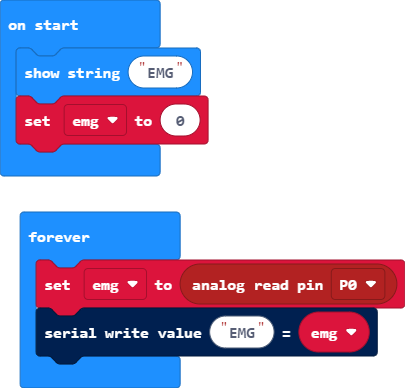 on start
show string "EMG"
set emg to 0
forever
set emg to analog read pin P0
serial write value "EMG" = emg